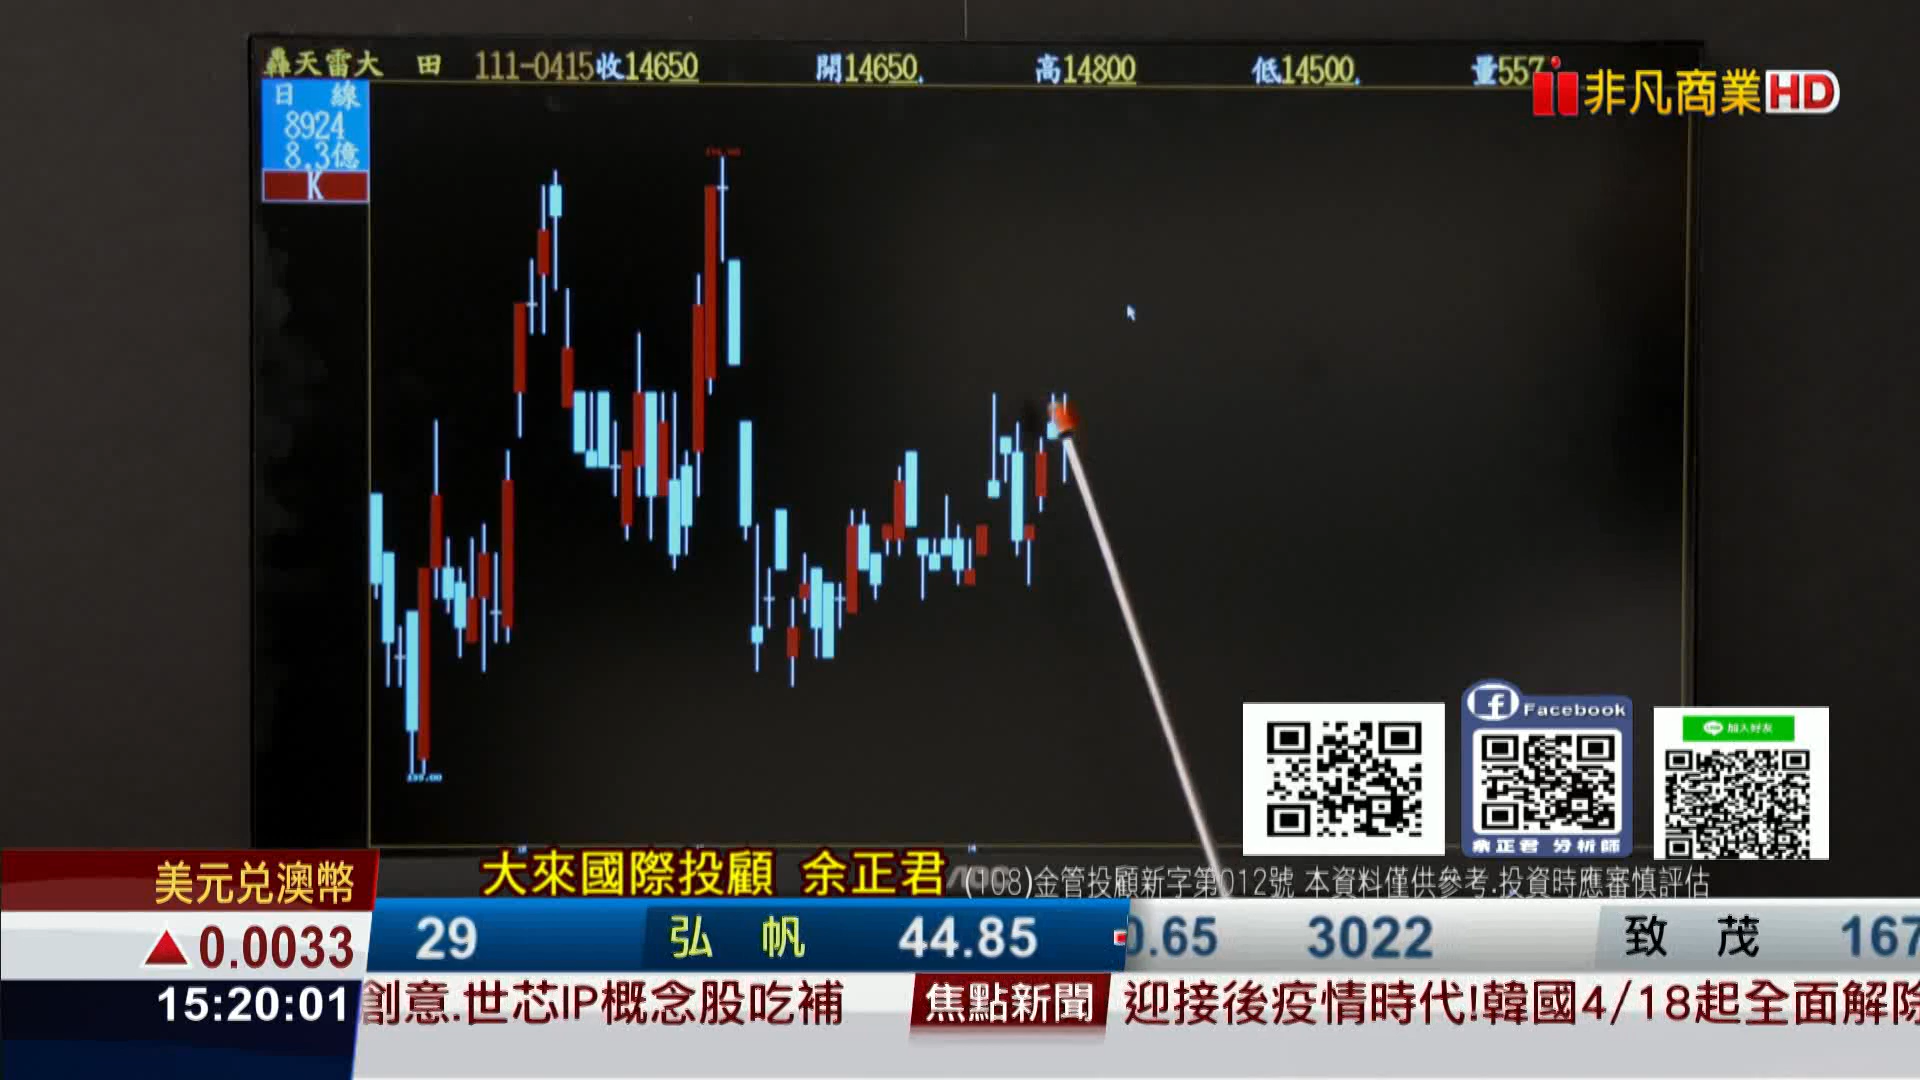 轟天雷大 田 111-0415收14650 開14650. 高14800 低14500. 量557
非凡商業HD
日 線
8924
8.3億
K
Facebook
加入好友
余正君 分析師
大來國際投顧 余正君
(108)金管投顧新字第012號 本資料僅供參考.投資時應審慎評估
美元兌澳幣
▲0.0033
29 弘 帆 44.85 0.65 3022 致 茂 167
15:20:01
創意.世芯IP概念股吃補 焦點新聞 迎接後疫情時代!韓國4/18起全面解除